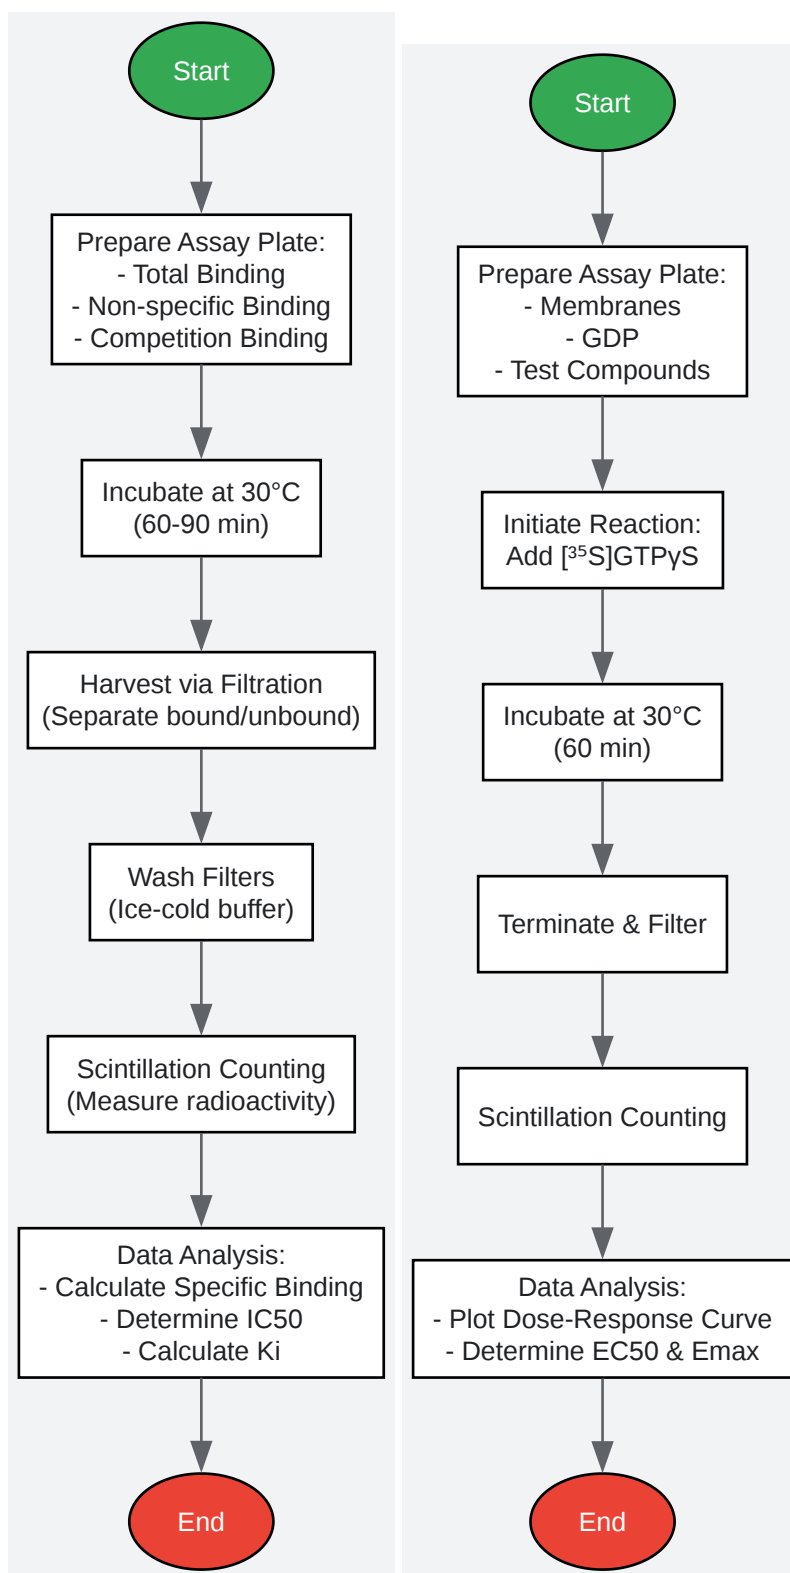 Start
Prepare Assay Plate:
- Total Binding
- Non-specific Binding
- Competition Binding
Incubate at 30°C
(60-90 min)
Harvest via Filtration
(Separate bound/unbound)
Wash Filters
(Ice-cold buffer)
Scintillation Counting
(Measure radioactivity)
Data Analysis:
- Calculate Specific Binding
- Determine IC50
- Calculate Ki
End
Start
Prepare Assay Plate:
- Membranes
- GDP
- Test Compounds
Initiate Reaction:
Add [³⁵S]GTPγS
Incubate at 30°C
(60 min)
Terminate & Filter
Scintillation Counting
Data Analysis:
- Plot Dose-Response Curve
- Determine EC50 & Emax
End